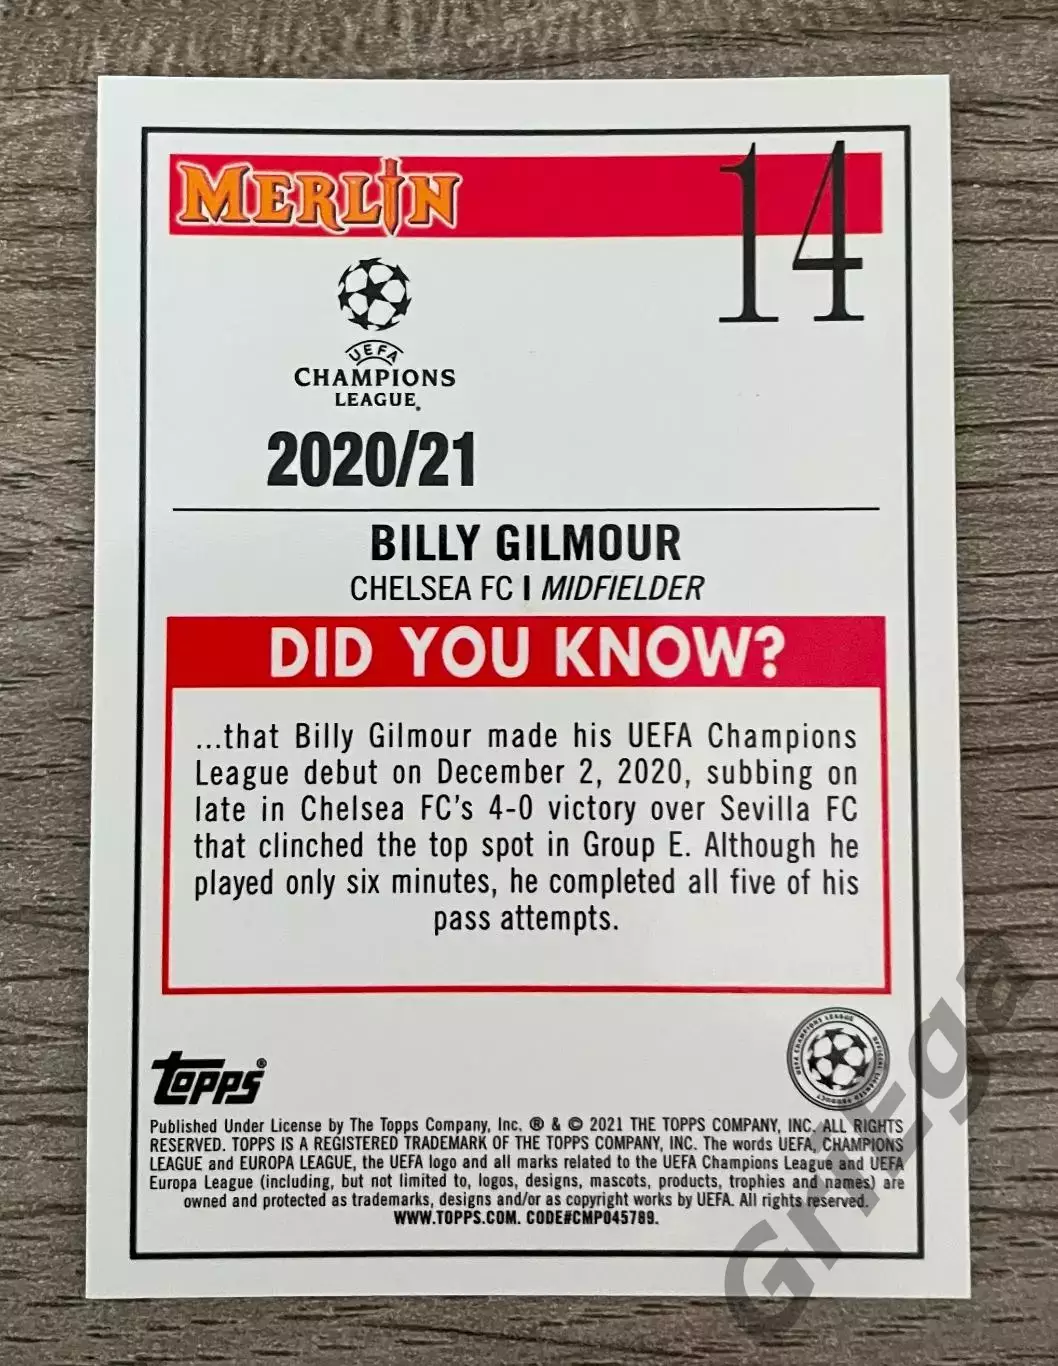 MERLIN
14
UEFA
CHAMPIONS
LEAGUE.
2020/21
BILLY GILMOUR
CHELSEA FC | MIDFIELDER
DID YOU KNOW?
...that Billy Gilmour made his UEFA Champions
League debut on December 2, 2020, subbing on
late in Chelsea FC's 4-0 victory over Sevilla FC
that clinched the top spot in Group E. Although he
played only six minutes, he completed all five of his
pass attempts.
UEFA CHAMPIONS LEAGUE OFFICIAL LICENSED PRODUCT
Topps®
Published Under License by The Topps Company, Inc. ® & © 2021 THE TOPPS COMPANY, INC. ALL RIGHTS
RESERVED. TOPPS IS A REGISTERED TRADEMARK OF THE TOPPS COMPANY, INC. The words UEFA, CHAMPIONS
LEAGUE and EUROPA LEAGUE, the UEFA logo and all marks related to the UEFA Champions League and UEFA
Europa League (including, but not limited to, logos, designs, mascots, products, trophies and names) are
owned and protected as trademarks, designs and/or as copyright works by UEFA. All rights reserved.
WWW.TOPPS.COM. CODE#CMP045789.
GriEga